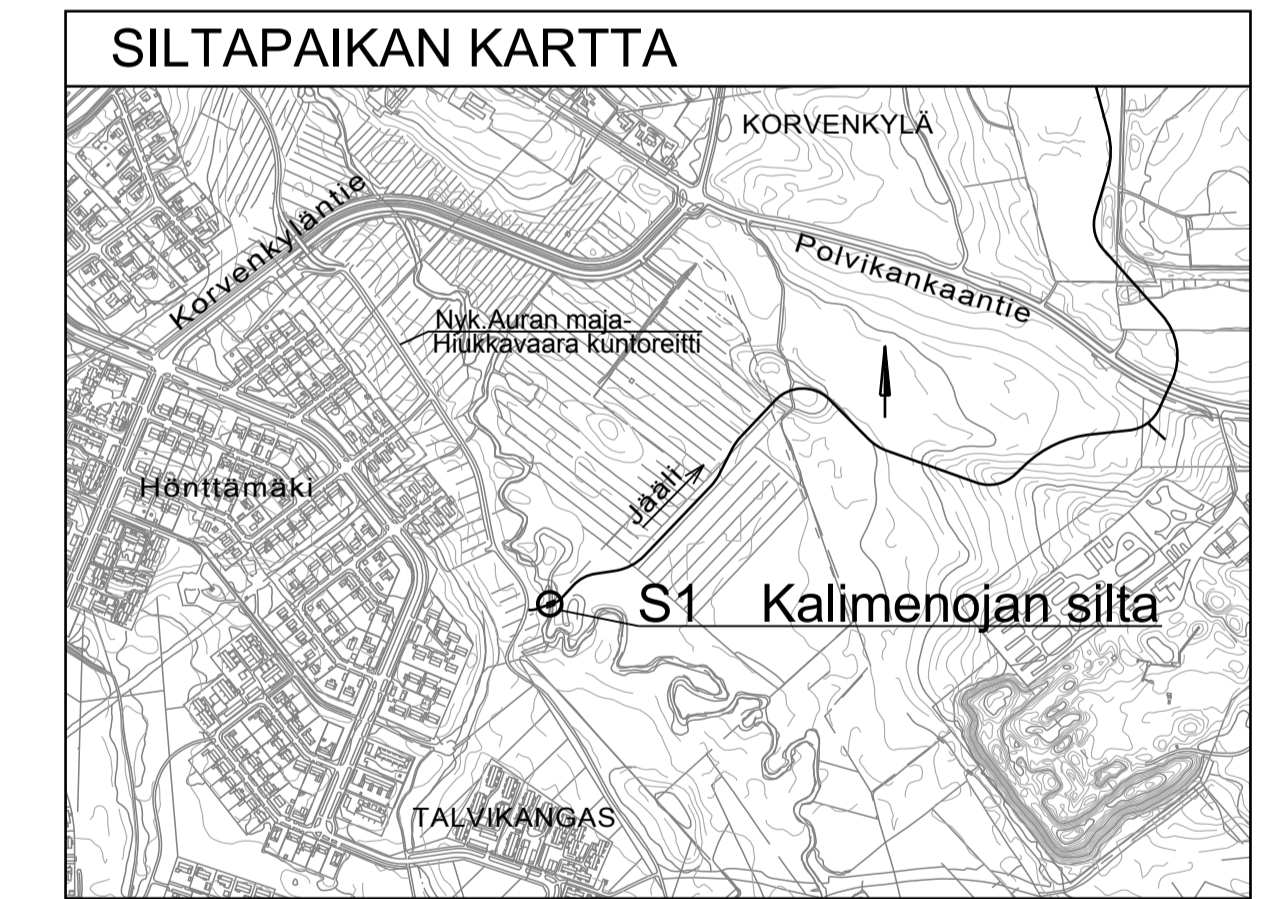 SILTAPAIKAN KARTTA
KORVENKYLÄ
Korvenkyläntie
Polvikankaantie
Nyk.Auran maja-
Hiukkavaara kuntoreitti
Jääli
Hönttämäki
S1 Kalimenojan silta
TALVIKANGAS